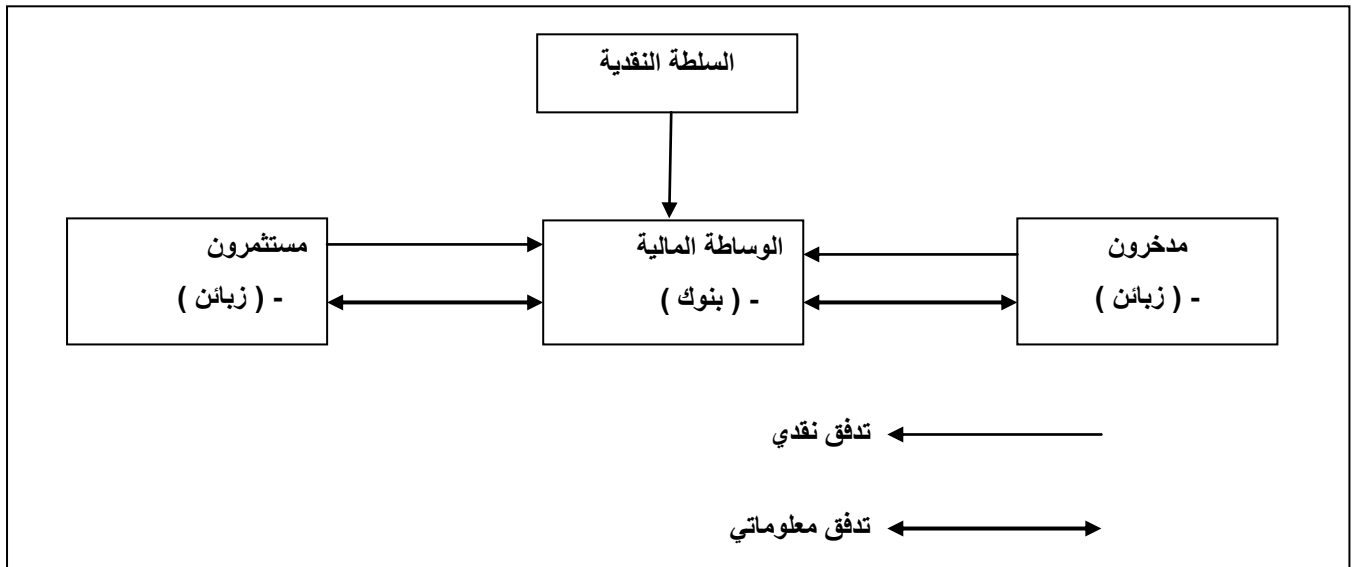 السلطة النقدية
مدخرون
- ( زبائن )
الوساطة المالية
- ( بنوك )
مستثمرون
- ( زبائن )
تدفق نقدي
تدفق معلوماتي